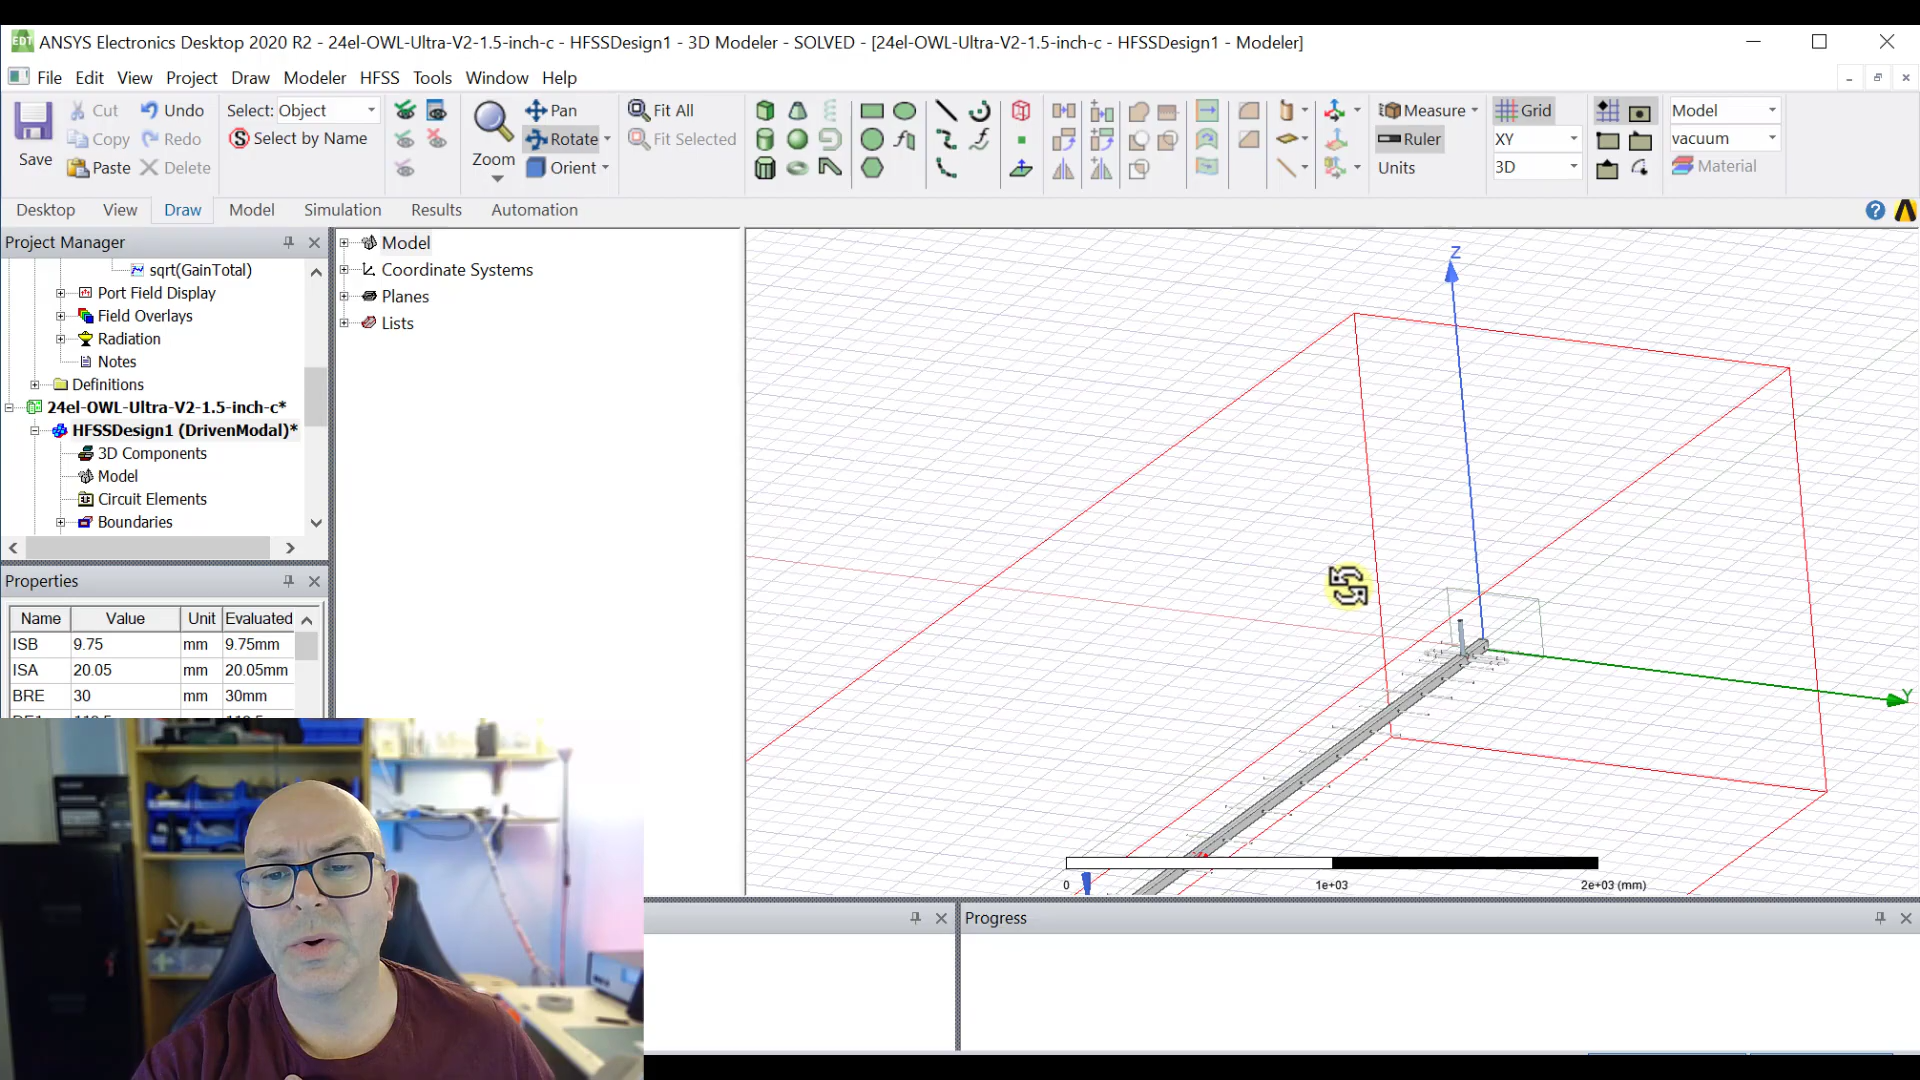 ANSYS Electronics Desktop 2020 R2 - 24el-OWL-Ultra-V2-1.5-inch-c - HFSSDesign1 - 3D Modeler - SOLVED - [24el-OWL-Ultra-V2-1.5-inch-c - HFSSDesign1 - Modeler]
File Edit View Project Draw Modeler HFSS Tools Window Help
Save
Cut
Copy
Paste
Undo
Redo
Delete
Select: Object
Select by Name
Zoom
Pan
Rotate
Orient
Fit All
Fit Selected
Measure
Ruler
Units
Grid
XY
3D
Model
vacuum
Material
Desktop View Draw Model Simulation Results Automation
Project Manager
sqrt(GainTotal)
Port Field Display
Field Overlays
Radiation
Notes
Definitions
24el-OWL-Ultra-V2-1.5-inch-c*
HFSSDesign1 (DrivenModal)*
3D Components
Model
Circuit Elements
Boundaries
Model
Coordinate Systems
Planes
Lists
Properties
Name Value Unit Evaluated
ISB 9.75 mm 9.75mm
ISA 20.05 mm 20.05mm
BRE 30 mm 30mm
Z
Y
0 1e+03 2e+03 (mm)
Progress